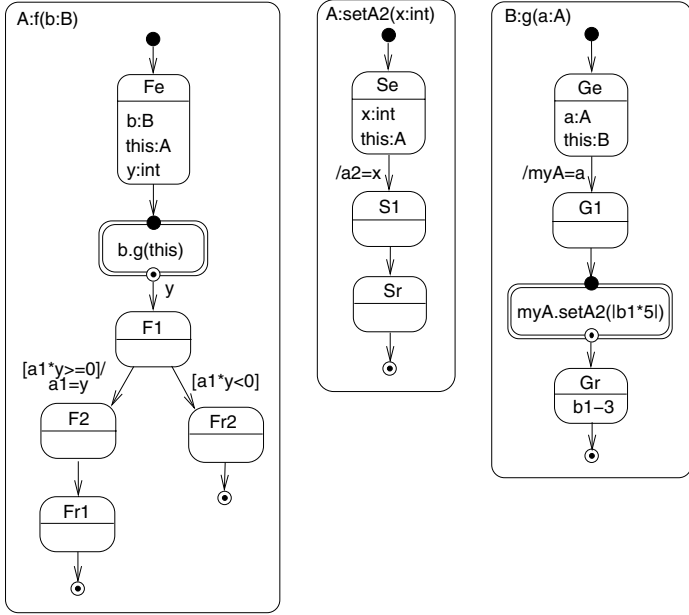 A:f(b:B)
Fe
b:B
this:A
y:int
b.g(this)
y
F1
[a1*y>=0]/
a1=y
[a1*y<0]
F2
Fr2
Fr1
A:setA2(x:int)
Se
x:int
this:A
/a2=x
S1
Sr
B:g(a:A)
Ge
a:A
this:B
/myA=a
G1
myA.setA2(|b1*5|)
Gr
b1−3